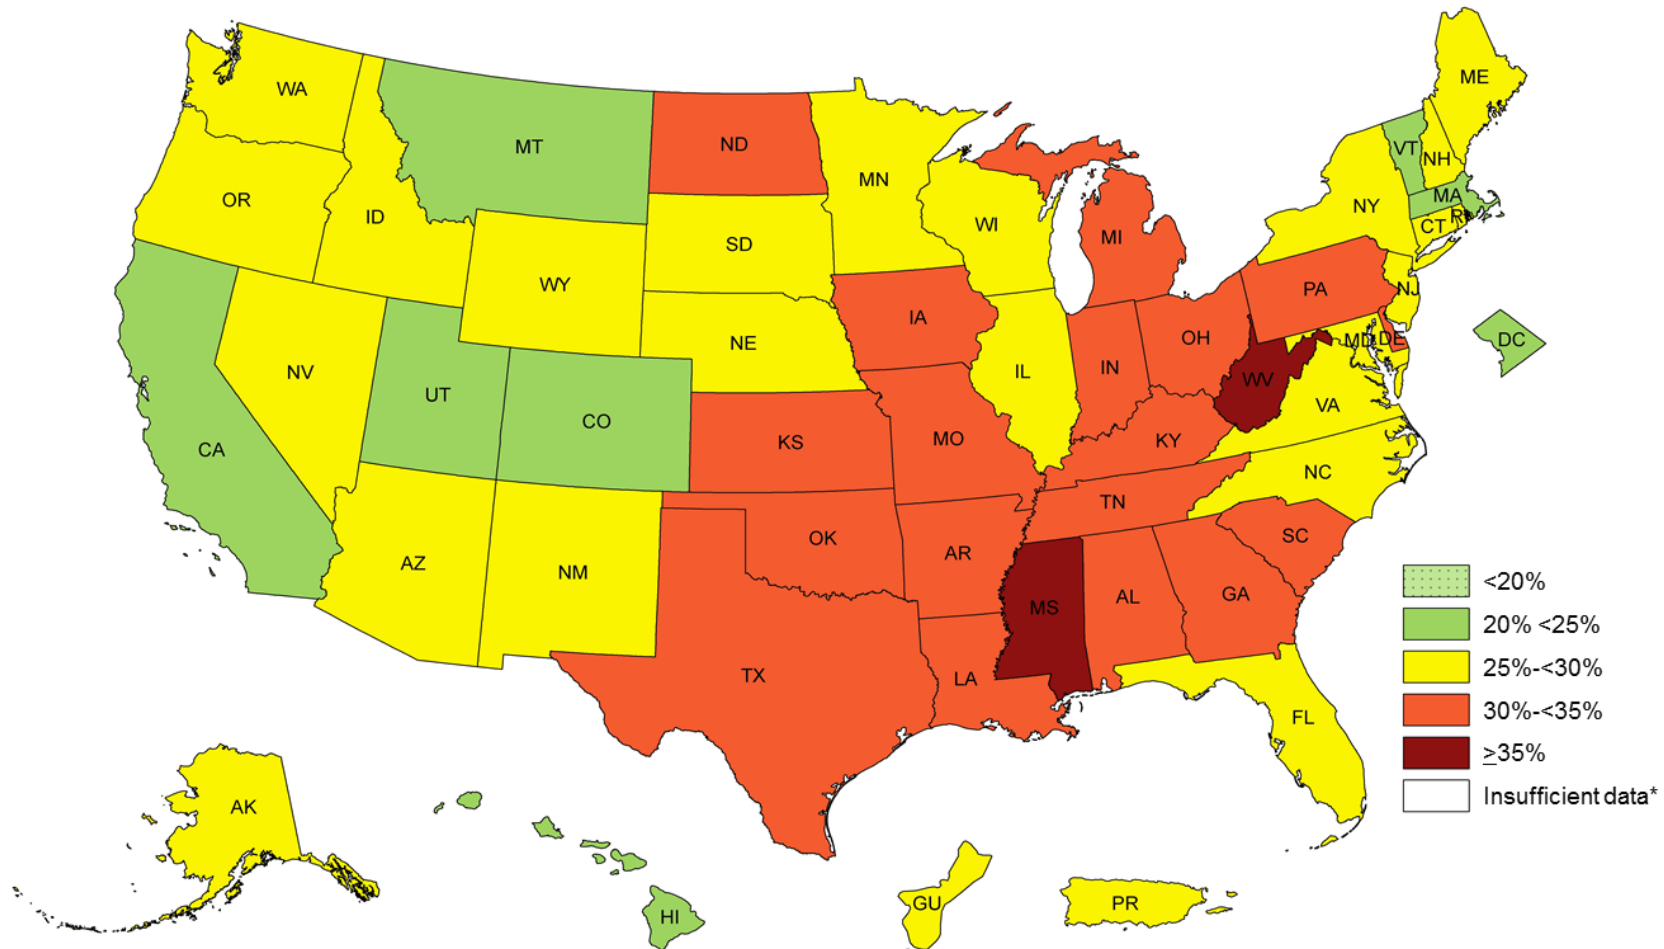 WA
ME
MT
ND
VT
NH
MN
OR
ID
MA
NY
RI
WI
CT
SD
MI
WY
PA
NJ
IA
OH
MD
DE
DC
NE
IN
IL
NV
WV
UT
VA
CO
KS
MO
KY
CA
NC
TN
OK
SC
AR
AZ
NM
<20%
GA
AL
MS
20% <25%
25%-<30%
TX
LA
30%-<35%
FL
≥35%
Insufficient data*
AK
GU
PR
HI